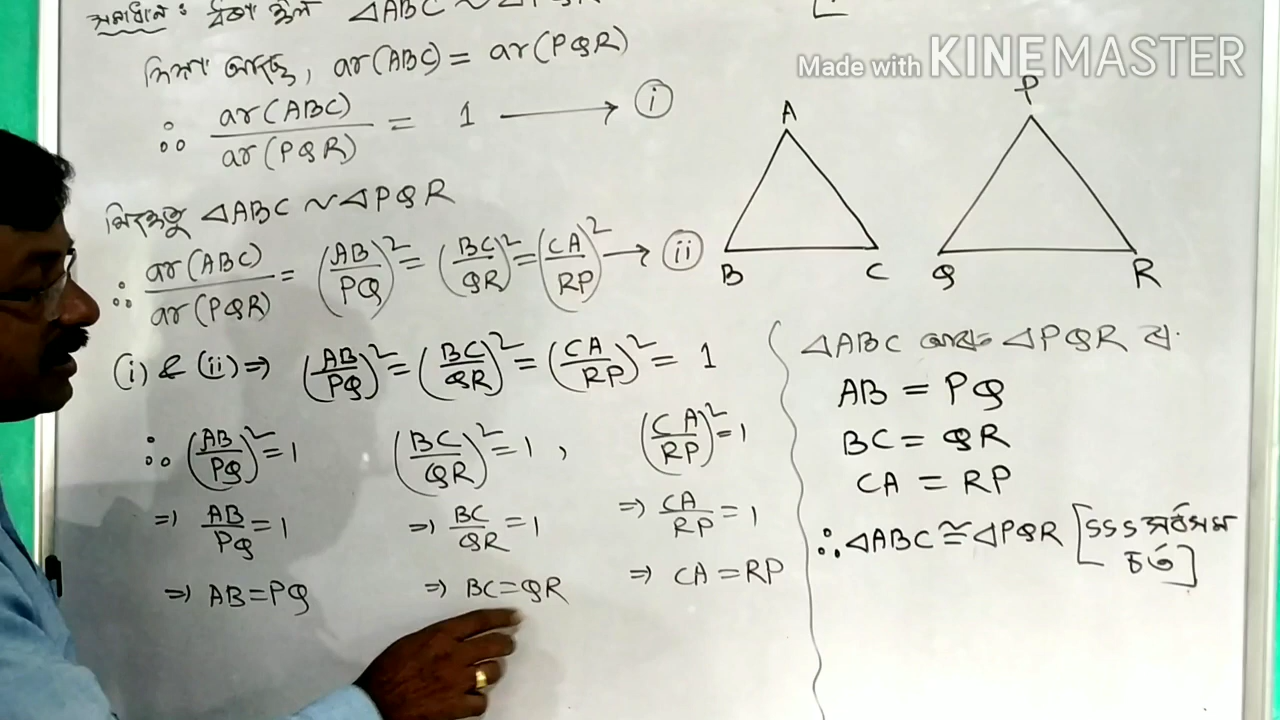 সমাধান: ধৰা হ'ল △ABC ~ △PQR
দিয়া আছে, ar(ABC) = ar(PQR)
∴ ar(ABC)/ar(PQR) = 1 ⟶ (i)
যিহেতু △ABC ~ △PQR
∴ ar(ABC)/ar(PQR) = (AB/PQ)² = (BC/QR)² = (CA/RP)² ⟶ (ii)
(i) & (ii) ⇒ (AB/PQ)² = (BC/QR)² = (CA/RP)² = 1
∴ (AB/PQ)² = 1 (BC/QR)² = 1, (CA/RP)² = 1
⇒ AB/PQ = 1 ⇒ BC/QR = 1 ⇒ CA/RP = 1
⇒ AB = PQ ⇒ BC = QR ⇒ CA = RP
Made with KINEMASTER
A
B C
P
Q R
△ABC আৰু △PQR ৰ
AB = PQ
BC = QR
CA = RP
∴ △ABC ≅ △PQR [SSS সৰ্বসম
চৰ্ত]